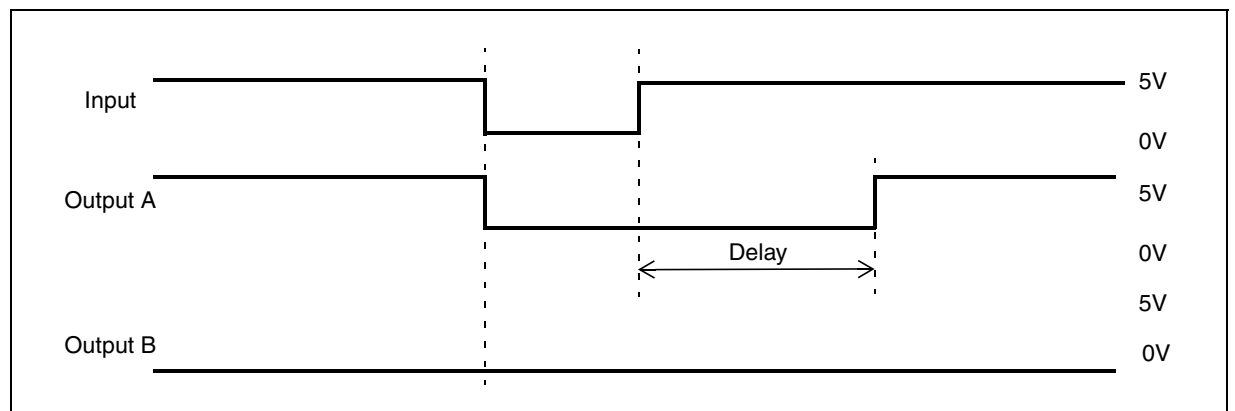 Input
5V
0V
Output A
5V
Delay
0V
5V
Output B
0V